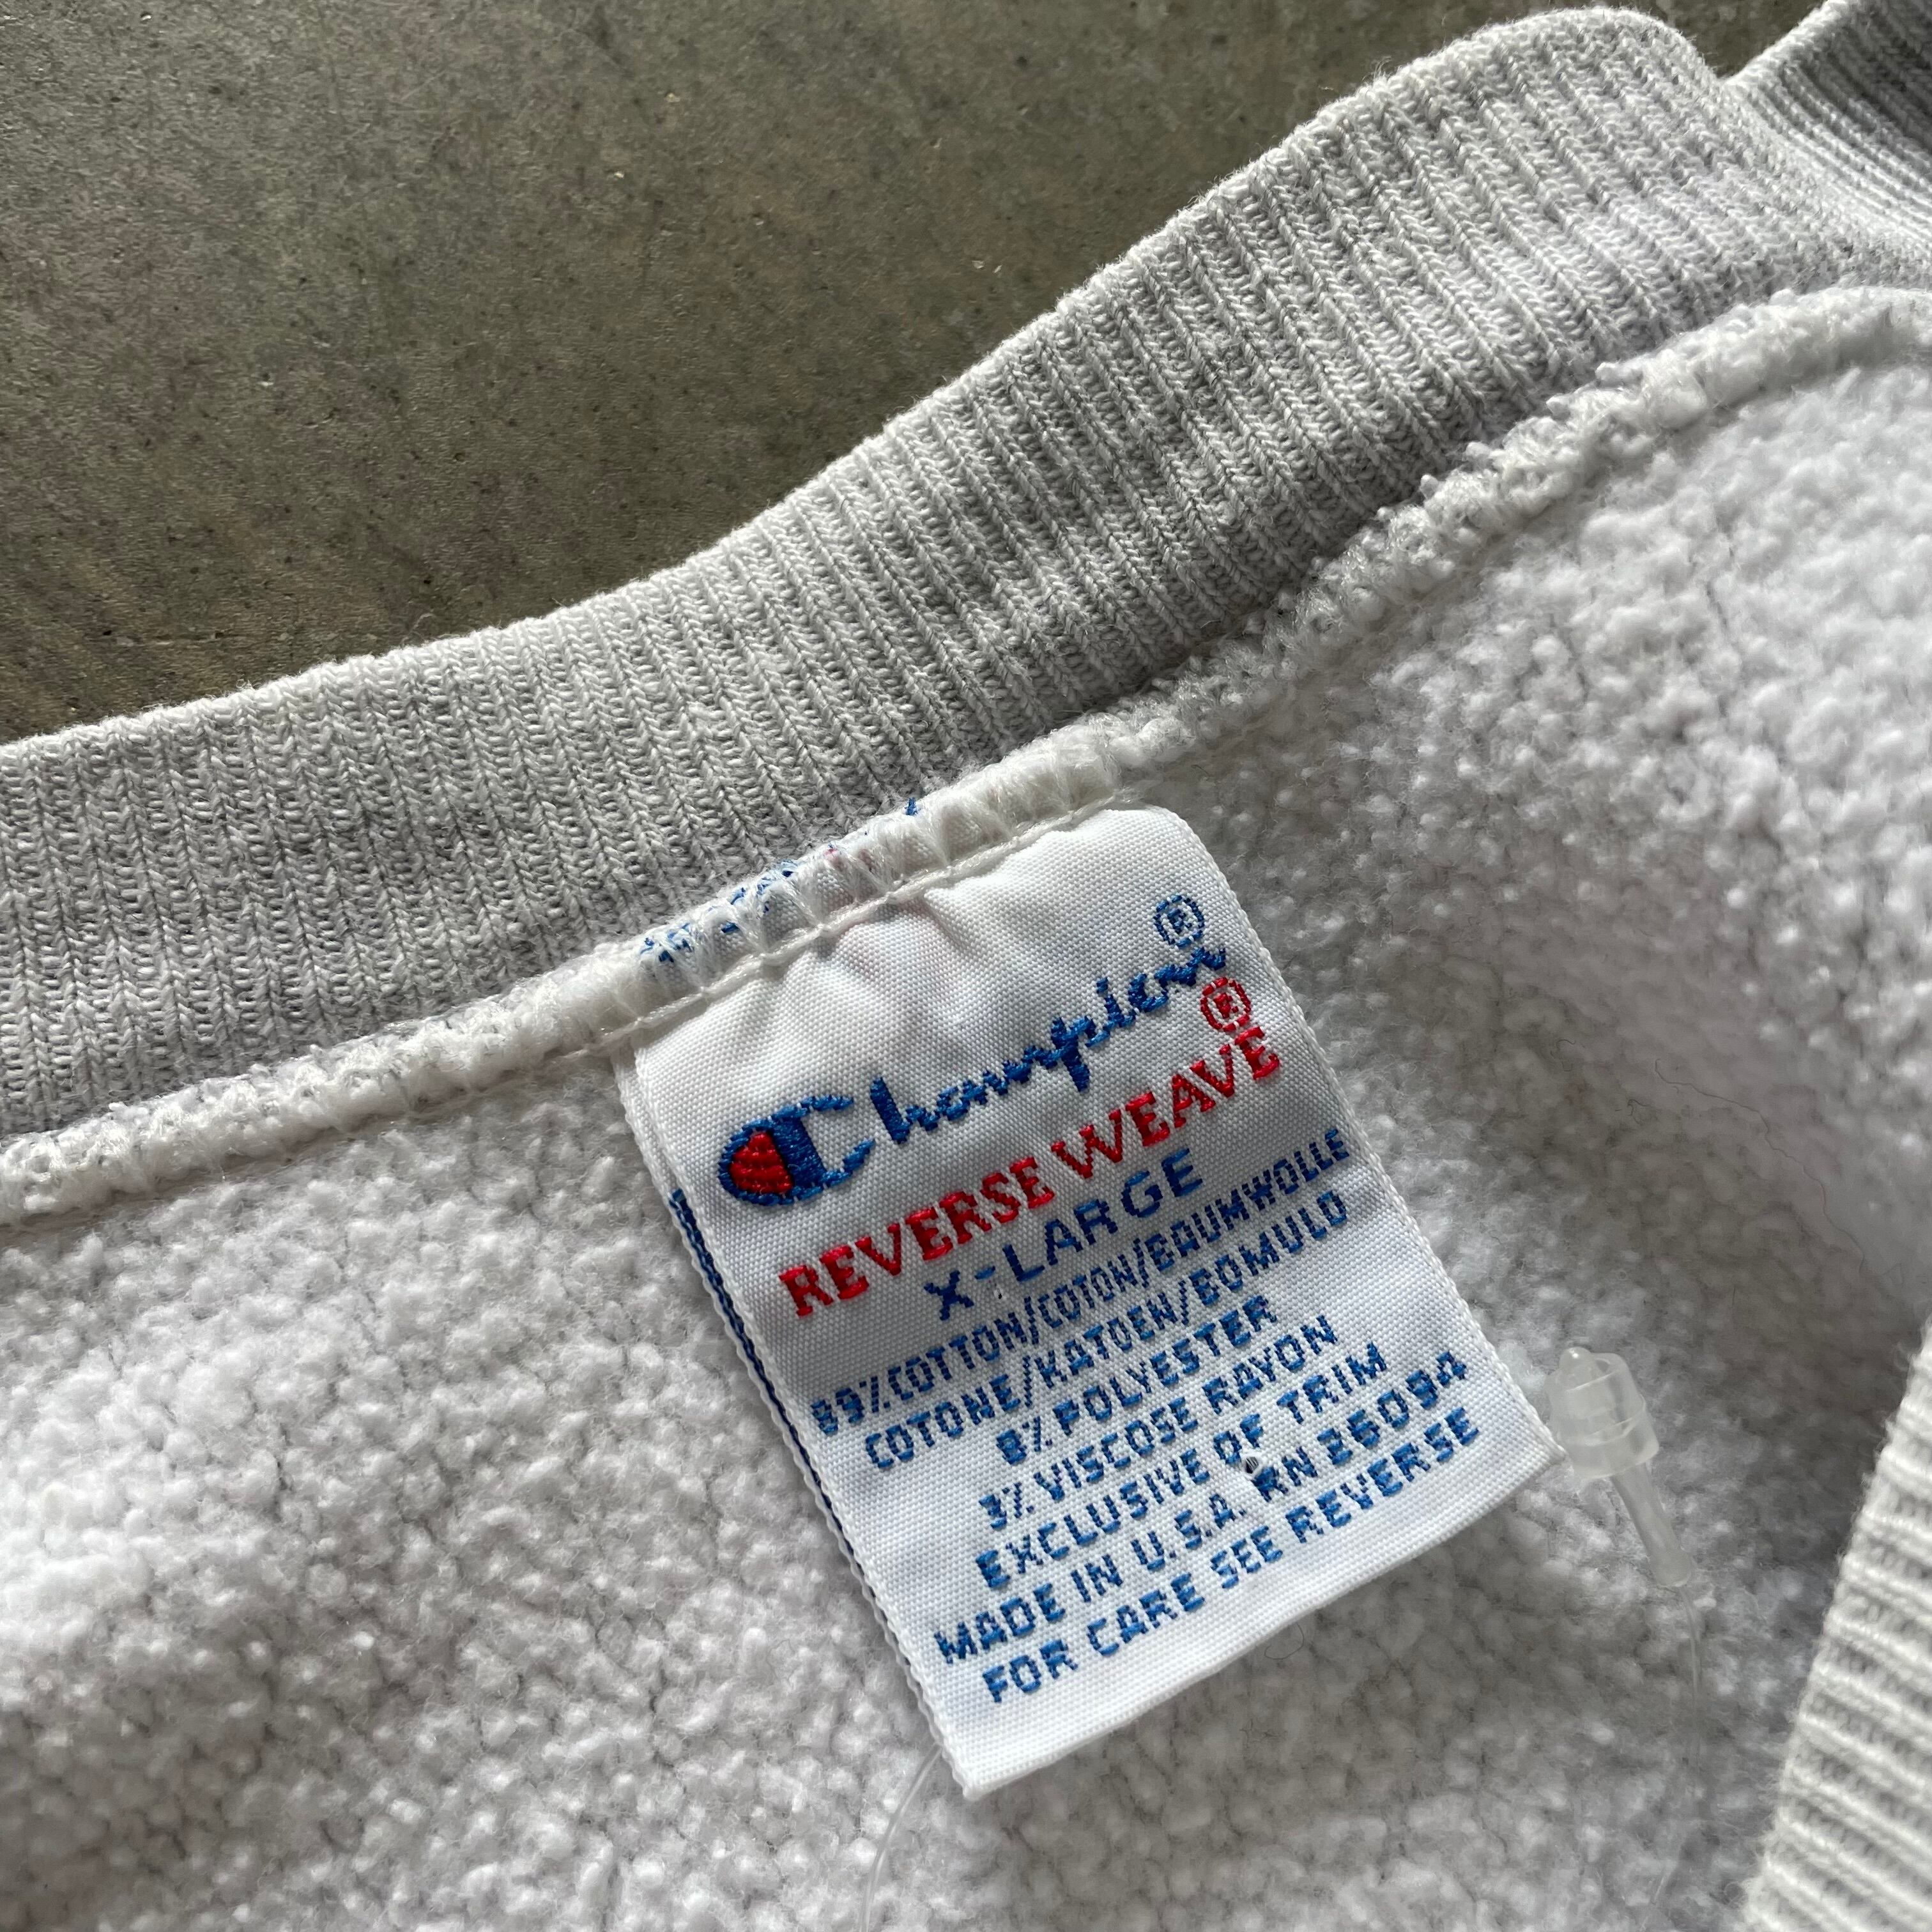 Champion®
REVERSE WEAVE®
X-LARGE
89% COTTON/COTON/BAUMWOLLE
COTONE/KATOEN/BOMULD
8% POLYESTER
3% VISCOSE RAYON
EXCLUSIVE OF TRIM
MADE IN U.S.A. RN 26094
FOR CARE SEE REVERSE